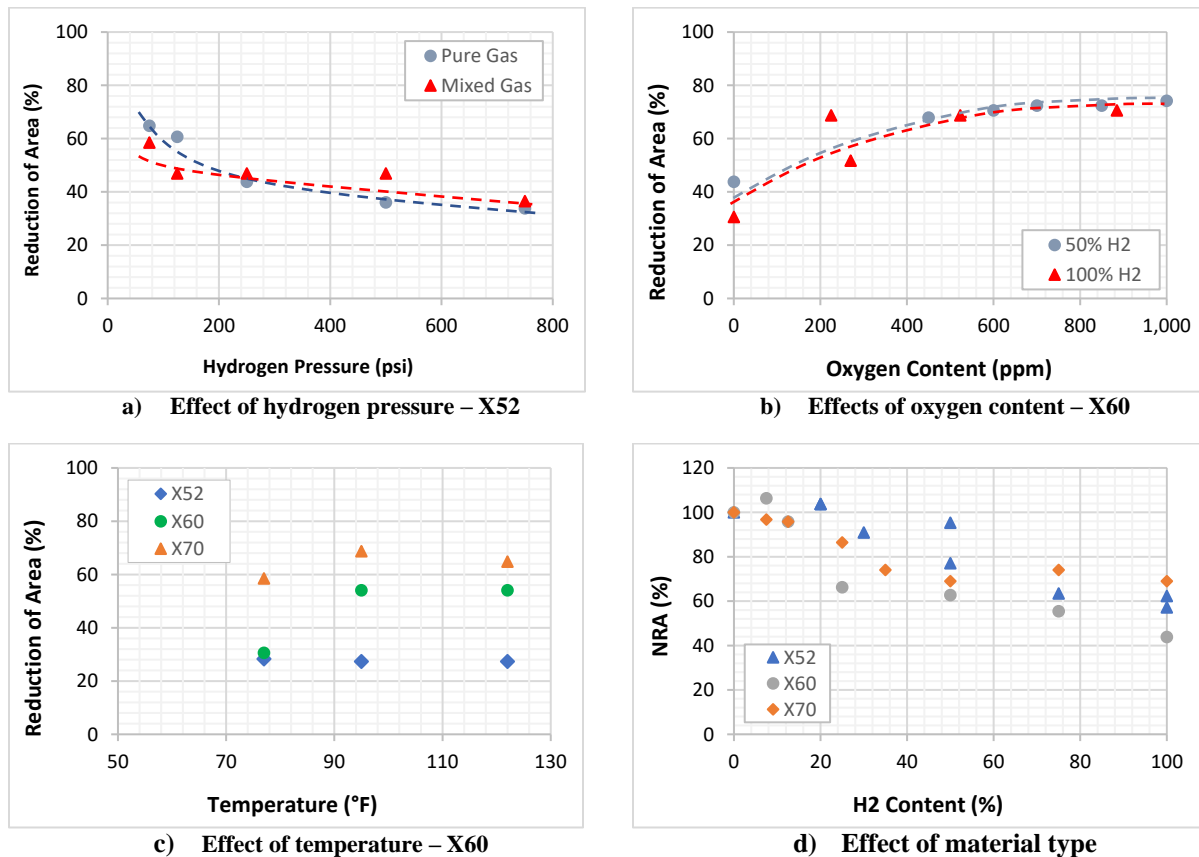 100
80
60
40
20
0
Reduction of Area (%)
Pure Gas
Mixed Gas
0 200 400 600 800
Hydrogen Pressure (psi)
a) Effect of hydrogen pressure – X52
100
80
60
40
20
0
Reduction of Area (%)
50% H2
100% H2
0 200 400 600 800 1,000
Oxygen Content (ppm)
b) Effects of oxygen content – X60
100
80
60
40
20
0
Reduction of Area (%)
X52
X60
X70
50 70 90 110 130
Temperature (°F)
c) Effect of temperature – X60
120
100
80
60
40
20
0
NRA (%)
X52
X60
X70
0 20 40 60 80 100
H2 Content (%)
d) Effect of material type